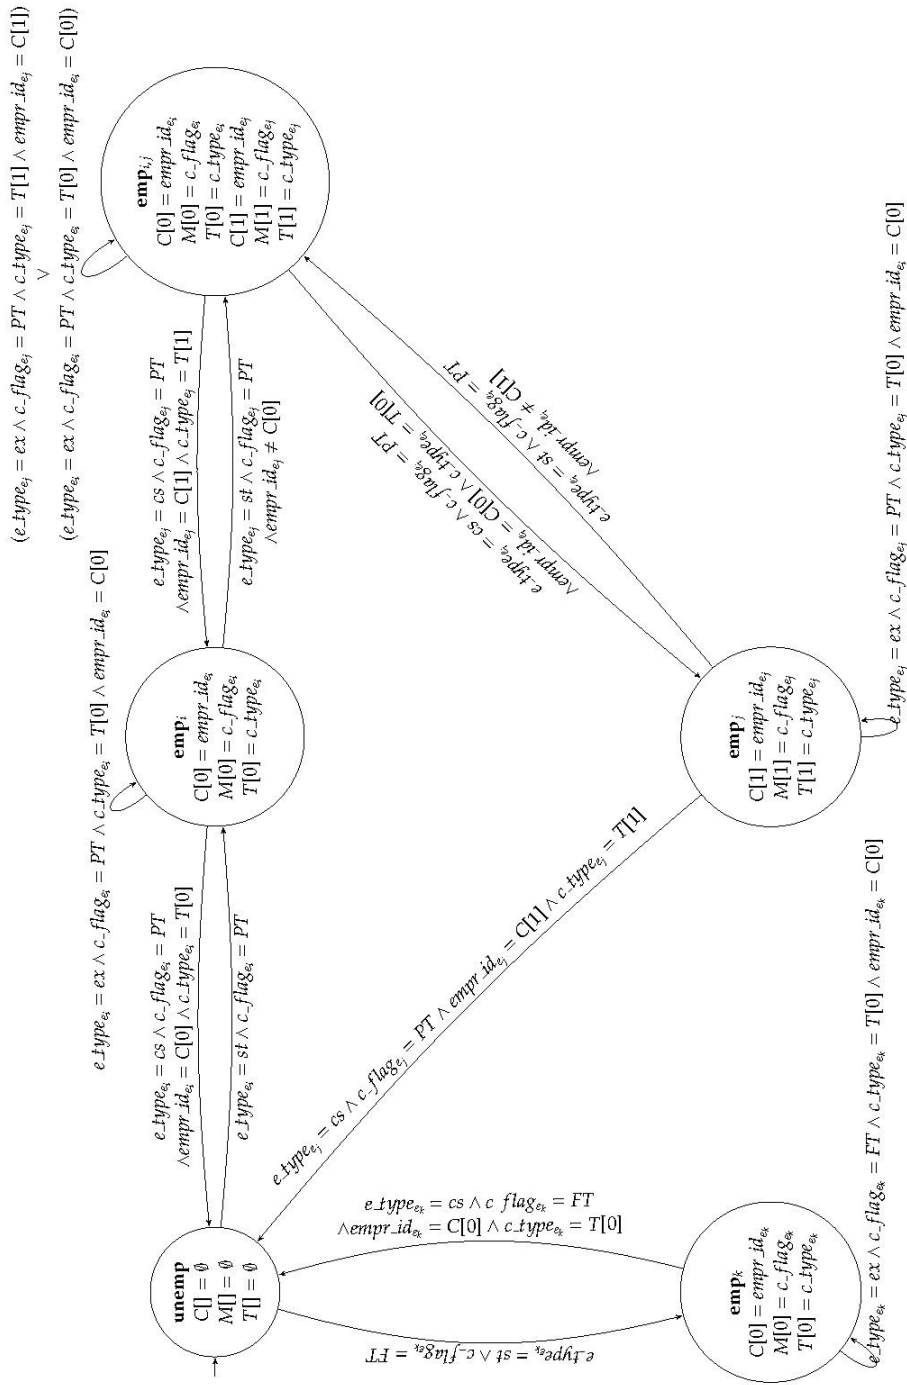 (e_type_{e_j} = ex ∧ c_flag_{e_j} = PT ∧ c_type_{e_j} = T[1] ∧ empr_id_{e_j} = C[1])
∨
(e_type_{e_i} = ex ∧ c_flag_{e_i} = PT ∧ c_type_{e_i} = T[0] ∧ empr_id_{e_i} = C[0])
e_type_{e_i} = ex ∧ c_flag_{e_i} = PT ∧ c_type_{e_i} = T[0] ∧ empr_id_{e_i} = C[0]
unemp
C[] = ∅
M[] = ∅
T[] = ∅
e_type_{e_i} = cs ∧ c_flag_{e_i} = PT
∧empr_id_{e_i} = C[0] ∧ c_type_{e_i} = T[0]
e_type_{e_i} = st ∧ c_flag_{e_i} = PT
emp_i
C[0] = empr_id_{e_i}
M[0] = c_flag_{e_i}
T[0] = c_type_{e_i}
e_type_{e_j} = cs ∧ c_flag_{e_j} = PT
∧empr_id_{e_j} = C[1] ∧ c_type_{e_j} = T[1]
e_type_{e_j} = st ∧ c_flag_{e_j} = PT
∧empr_id_{e_j} ≠ C[0]
emp_{i,j}
C[0] = empr_id_{e_i}
M[0] = c_flag_{e_i}
T[0] = c_type_{e_i}
C[1] = empr_id_{e_j}
M[1] = c_flag_{e_j}
T[1] = c_type_{e_j}
e_type_{e_i} = cs ∧ c_flag_{e_i} = PT
∧empr_id_{e_i} = C[0] ∧ c_type_{e_i} = T[0]
e_type_{e_i} = st ∧ c_flag_{e_i} = PT
∧empr_id_{e_i} ≠ C[1]
e_type_{e_j} = cs ∧ c_flag_{e_j} = PT ∧ empr_id_{e_j} = C[1] ∧ c_type_{e_j} = T[1]
e_type_{e_k} = cs ∧ c flag_{e_k} = FT
∧empr_id_{e_k} = C[0] ∧ c_type_{e_k} = T[0]
e_type_{e_k} = st ∧ c_flag_{e_k} = FT
emp_k
C[0] = empr_id_{e_k}
M[0] = c_flag_{e_k}
T[0] = c_type_{e_k}
e_type_{e_k} = ex ∧ c_flag_{e_k} = FT ∧ c_type_{e_k} = T[0] ∧ empr_id_{e_k} = C[0]
emp_j
C[1] = empr_id_{e_j}
M[1] = c_flag_{e_j}
T[1] = c_type_{e_j}
e_type_{e_j} = ex ∧ c_flag_{e_j} = PT ∧ c_type_{e_j} = T[0] ∧ empr_id_{e_j} = C[0]